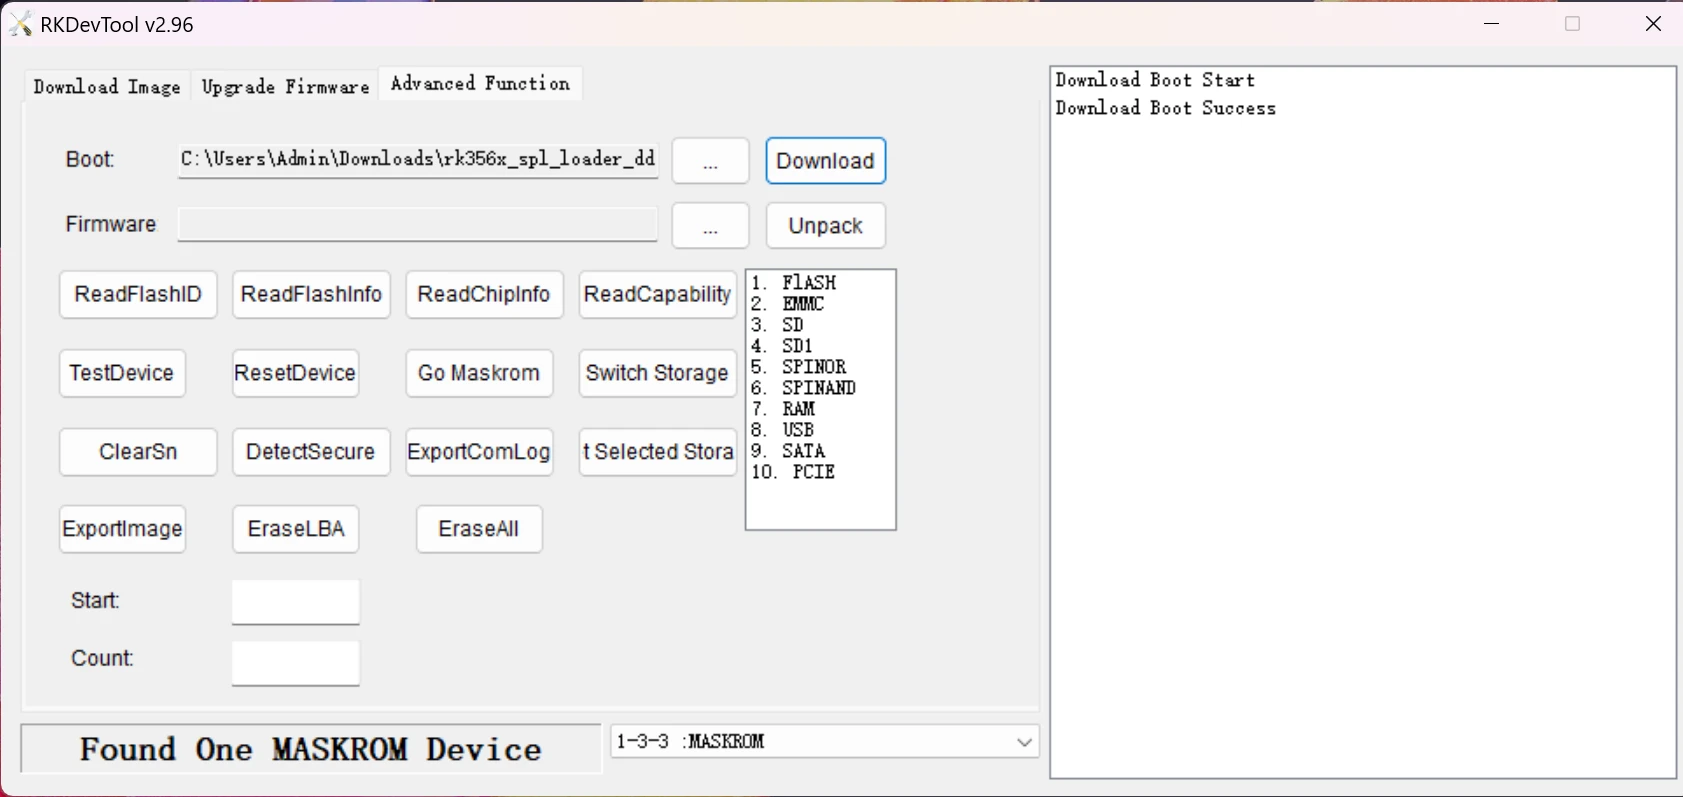 RKDevTool v2.96
Download Image
Upgrade Firmware
Advanced Function
Boot:
C:\Users\Admin\Downloads\rk356x_spl_loader_dd
...
Download
Firmware
...
Unpack
ReadFlashID
ReadFlashInfo
ReadChipInfo
ReadCapability
TestDevice
ResetDevice
Go Maskrom
Switch Storage
ClearSn
DetectSecure
ExportComLog
t Selected Stora
ExportImage
EraseLBA
EraseAll
1. FlASH
2. EMMC
3. SD
4. SD1
5. SPINOR
6. SPINAND
7. RAM
8. USB
9. SATA
10. PCIE
Start:
Count:
Found One MASKROM Device
1-3-3 :MASKROM
Download Boot Start
Download Boot Success